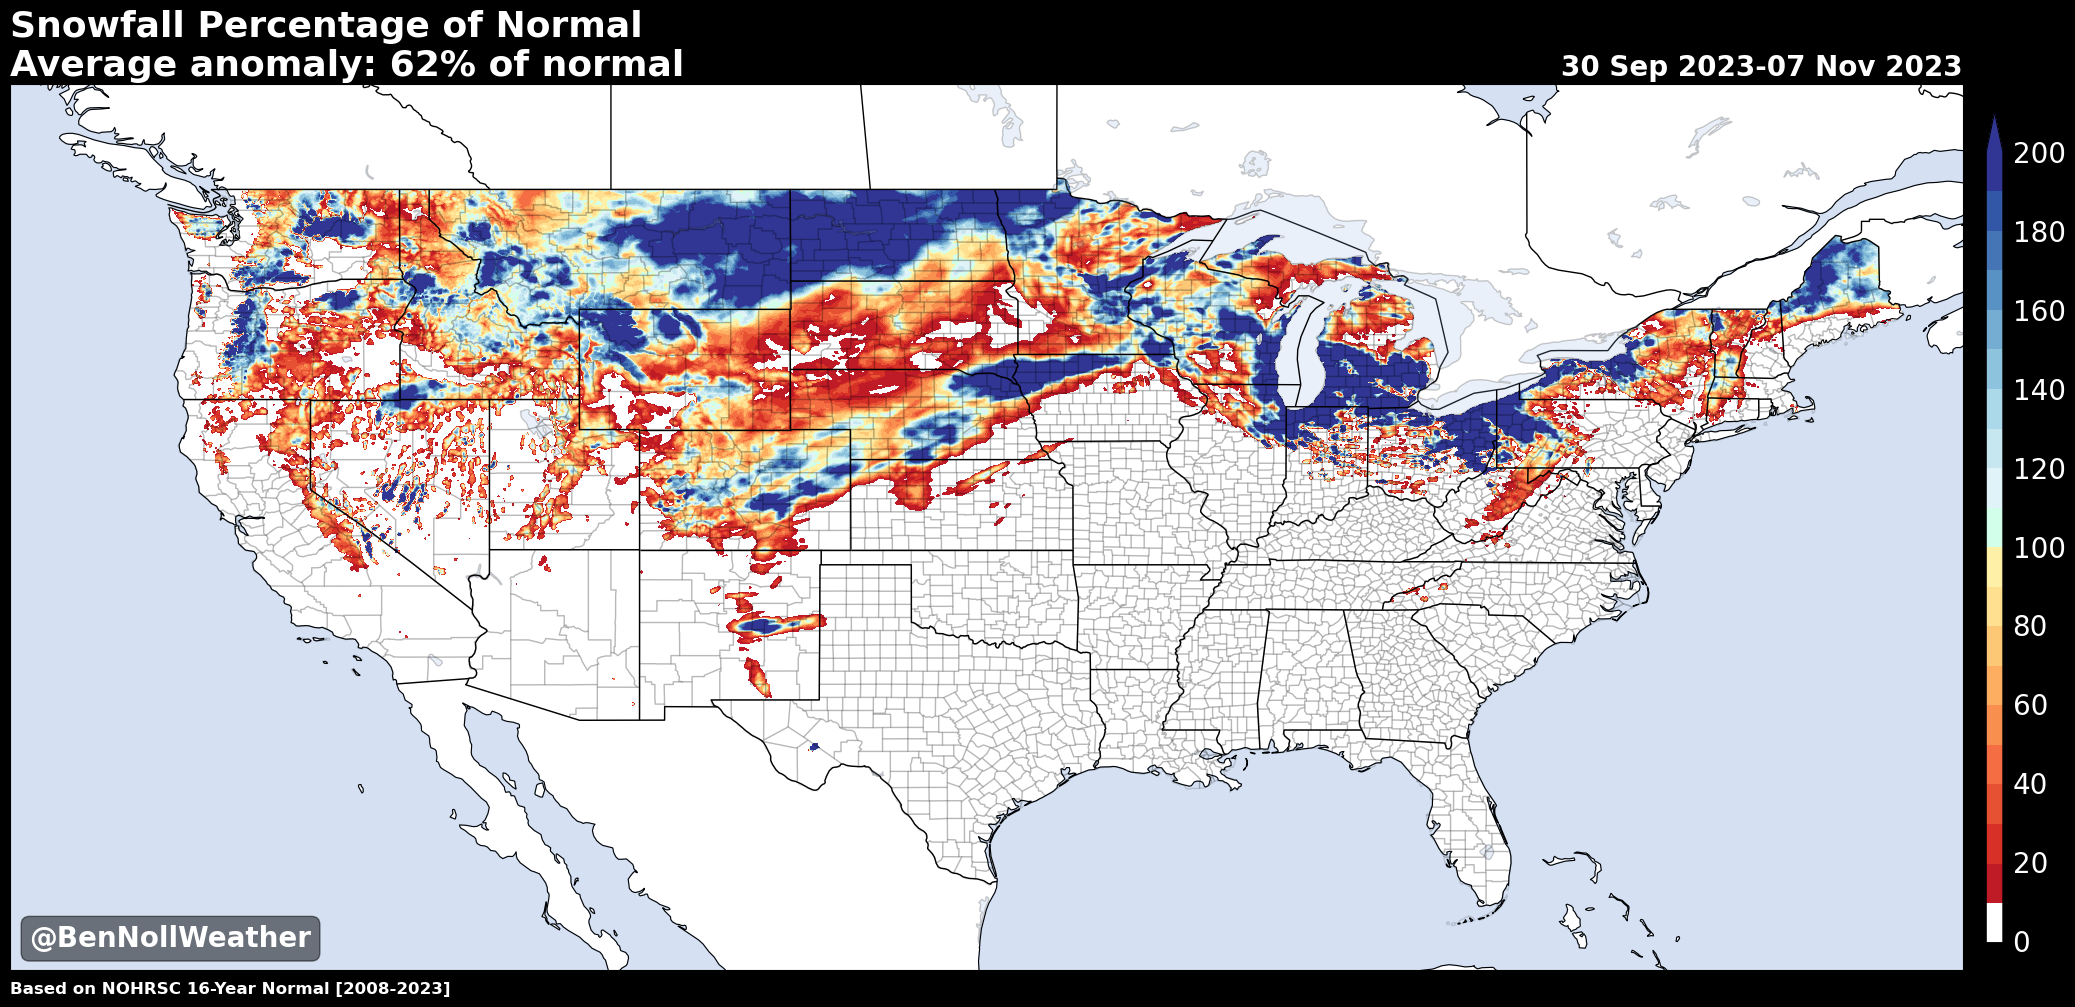 Snowfall Percentage of Normal
Average anomaly: 62% of normal
30 Sep 2023-07 Nov 2023
200
180
160
140
120
100
80
60
40
20
0
@BenNollWeather
Based on NOHRSC 16-Year Normal [2008-2023]